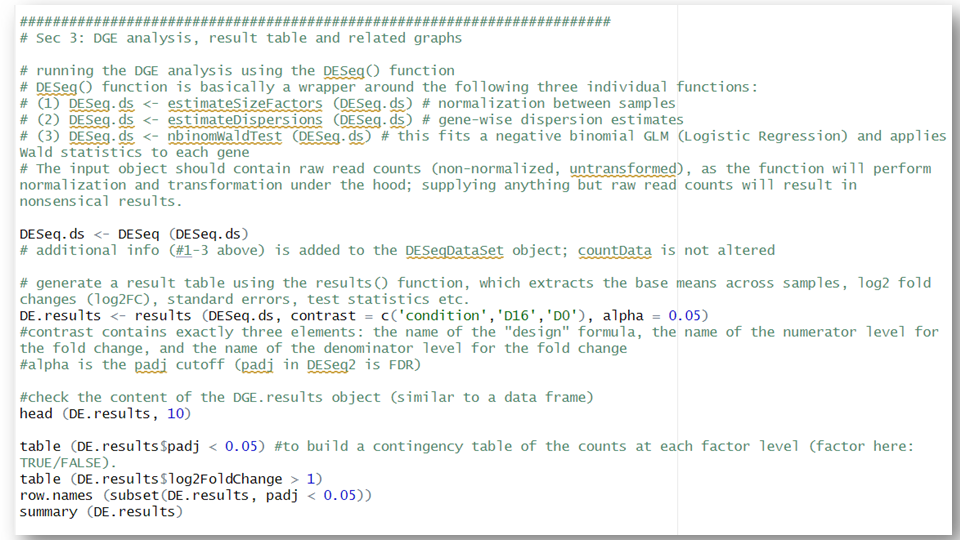 ########################################################################
# Sec 3: DGE analysis, result table and related graphs
# running the DGE analysis using the DESeq() function
# DESeq() function is basically a wrapper around the following three individual functions:
# (1) DESeq.ds <- estimateSizeFactors (DESeq.ds) # normalization between samples
# (2) DESeq.ds <- estimateDispersions (DESeq.ds) # gene-wise dispersion estimates
# (3) DESeq.ds <- nbinomWaldTest (DESeq.ds) # this fits a negative binomial GLM (Logistic Regression) and applies
Wald statistics to each gene
# The input object should contain raw read counts (non-normalized, untransformed), as the function will perform
normalization and transformation under the hood; supplying anything but raw read counts will result in
nonsensical results.
DESeq.ds <- DESeq (DESeq.ds)
# additional info (#1-3 above) is added to the DESeqDataSet object; countData is not altered
# generate a result table using the results() function, which extracts the base means across samples, log2 fold
changes (log2FC), standard errors, test statistics etc.
DE.results <- results (DESeq.ds, contrast = c('condition','D16','D0'), alpha = 0.05)
#contrast contains exactly three elements: the name of the "design" formula, the name of the numerator level for
the fold change, and the name of the denominator level for the fold change
#alpha is the padj cutoff (padj in DESeq2 is FDR)
#check the content of the DGE.results object (similar to a data frame)
head (DE.results, 10)
table (DE.results$padj < 0.05) #to build a contingency table of the counts at each factor level (factor here:
TRUE/FALSE).
table (DE.results$log2FoldChange > 1)
row.names (subset(DE.results, padj < 0.05))
summary (DE.results)